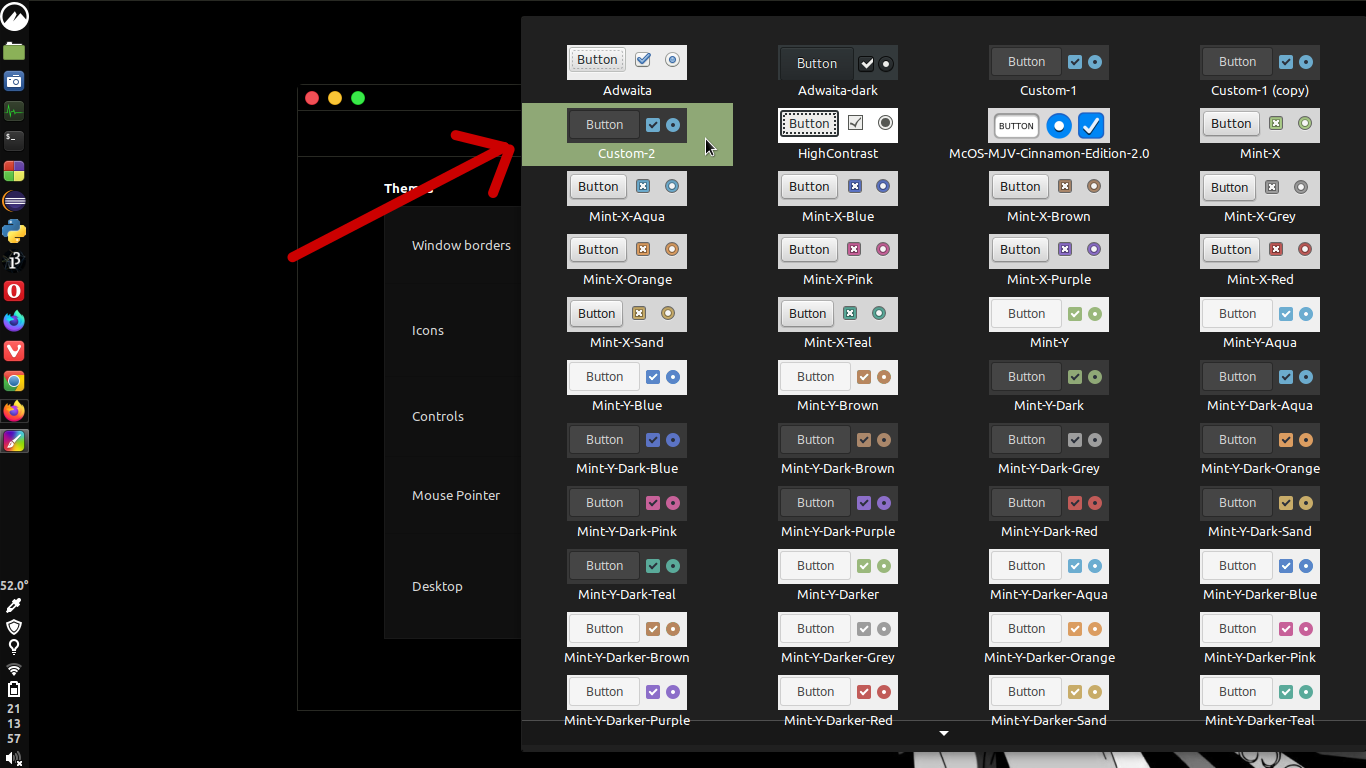 Button Button Button Button
Adwaita Adwaita-dark Custom-1 Custom-1 (copy)
Button Button BUTTON Button
Custom-2 HighContrast McOS-MJV-Cinnamon-Edition-2.0 Mint-X
Button Button Button Button
Mint-X-Aqua Mint-X-Blue Mint-X-Brown Mint-X-Grey
Button Button Button Button
Mint-X-Orange Mint-X-Pink Mint-X-Purple Mint-X-Red
Button Button Button Button
Mint-X-Sand Mint-X-Teal Mint-Y Mint-Y-Aqua
Button Button Button Button
Mint-Y-Blue Mint-Y-Brown Mint-Y-Dark Mint-Y-Dark-Aqua
Button Button Button Button
Mint-Y-Dark-Blue Mint-Y-Dark-Brown Mint-Y-Dark-Grey Mint-Y-Dark-Orange
Button Button Button Button
Mint-Y-Dark-Pink Mint-Y-Dark-Purple Mint-Y-Dark-Red Mint-Y-Dark-Sand
Button Button Button Button
Mint-Y-Dark-Teal Mint-Y-Darker Mint-Y-Darker-Aqua Mint-Y-Darker-Blue
Button Button Button Button
Mint-Y-Darker-Brown Mint-Y-Darker-Grey Mint-Y-Darker-Orange Mint-Y-Darker-Pink
Button Button Button Button
Mint-Y-Darker-Purple Mint-Y-Darker-Red Mint-Y-Darker-Sand Mint-Y-Darker-Teal
Window borders
Icons
Controls
Mouse Pointer
Desktop
52.0°
21
13
57